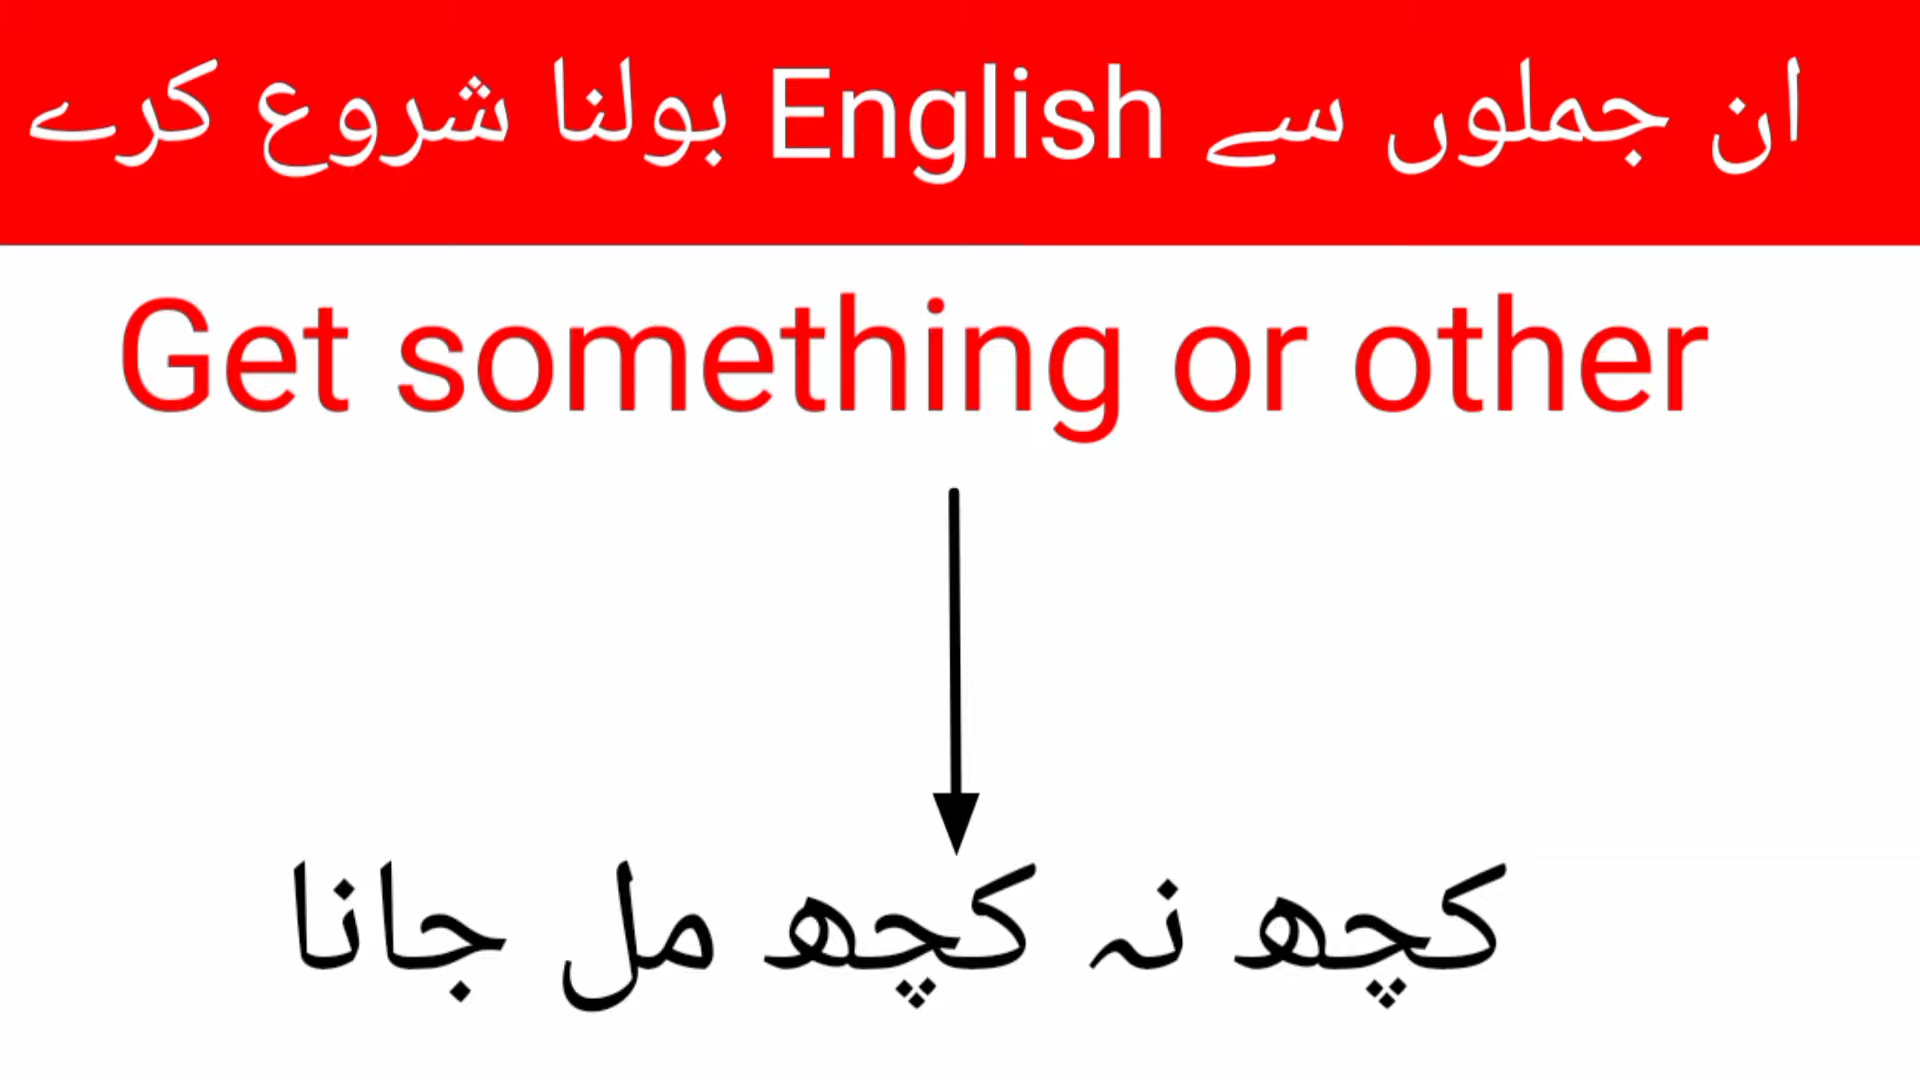 ان جملوں سے English بولنا شروع کرے
Get something or other
کچھ نہ کچھ مل جانا